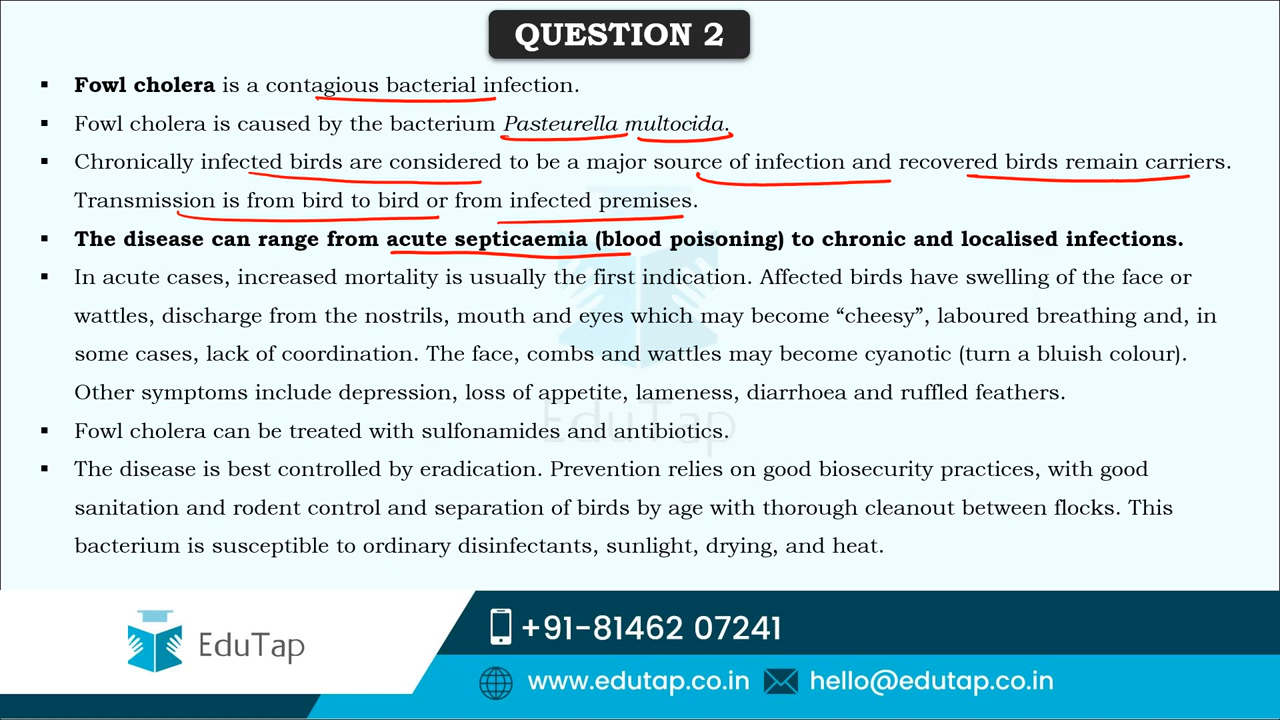 QUESTION 2
▪ Fowl cholera is a contagious bacterial infection.
▪ Fowl cholera is caused by the bacterium Pasteurella multocida.
▪ Chronically infected birds are considered to be a major source of infection and recovered birds remain carriers.
Transmission is from bird to bird or from infected premises.
▪ The disease can range from acute septicaemia (blood poisoning) to chronic and localised infections.
▪ In acute cases, increased mortality is usually the first indication. Affected birds have swelling of the face or
wattles, discharge from the nostrils, mouth and eyes which may become “cheesy”, laboured breathing and, in
some cases, lack of coordination. The face, combs and wattles may become cyanotic (turn a bluish colour).
Other symptoms include depression, loss of appetite, lameness, diarrhoea and ruffled feathers.
EduTap
▪ Fowl cholera can be treated with sulfonamides and antibiotics.
▪ The disease is best controlled by eradication. Prevention relies on good biosecurity practices, with good
sanitation and rodent control and separation of birds by age with thorough cleanout between flocks. This
bacterium is susceptible to ordinary disinfectants, sunlight, drying, and heat.
EduTap
+91-81462 07241
www.edutap.co.in
hello@edutap.co.in